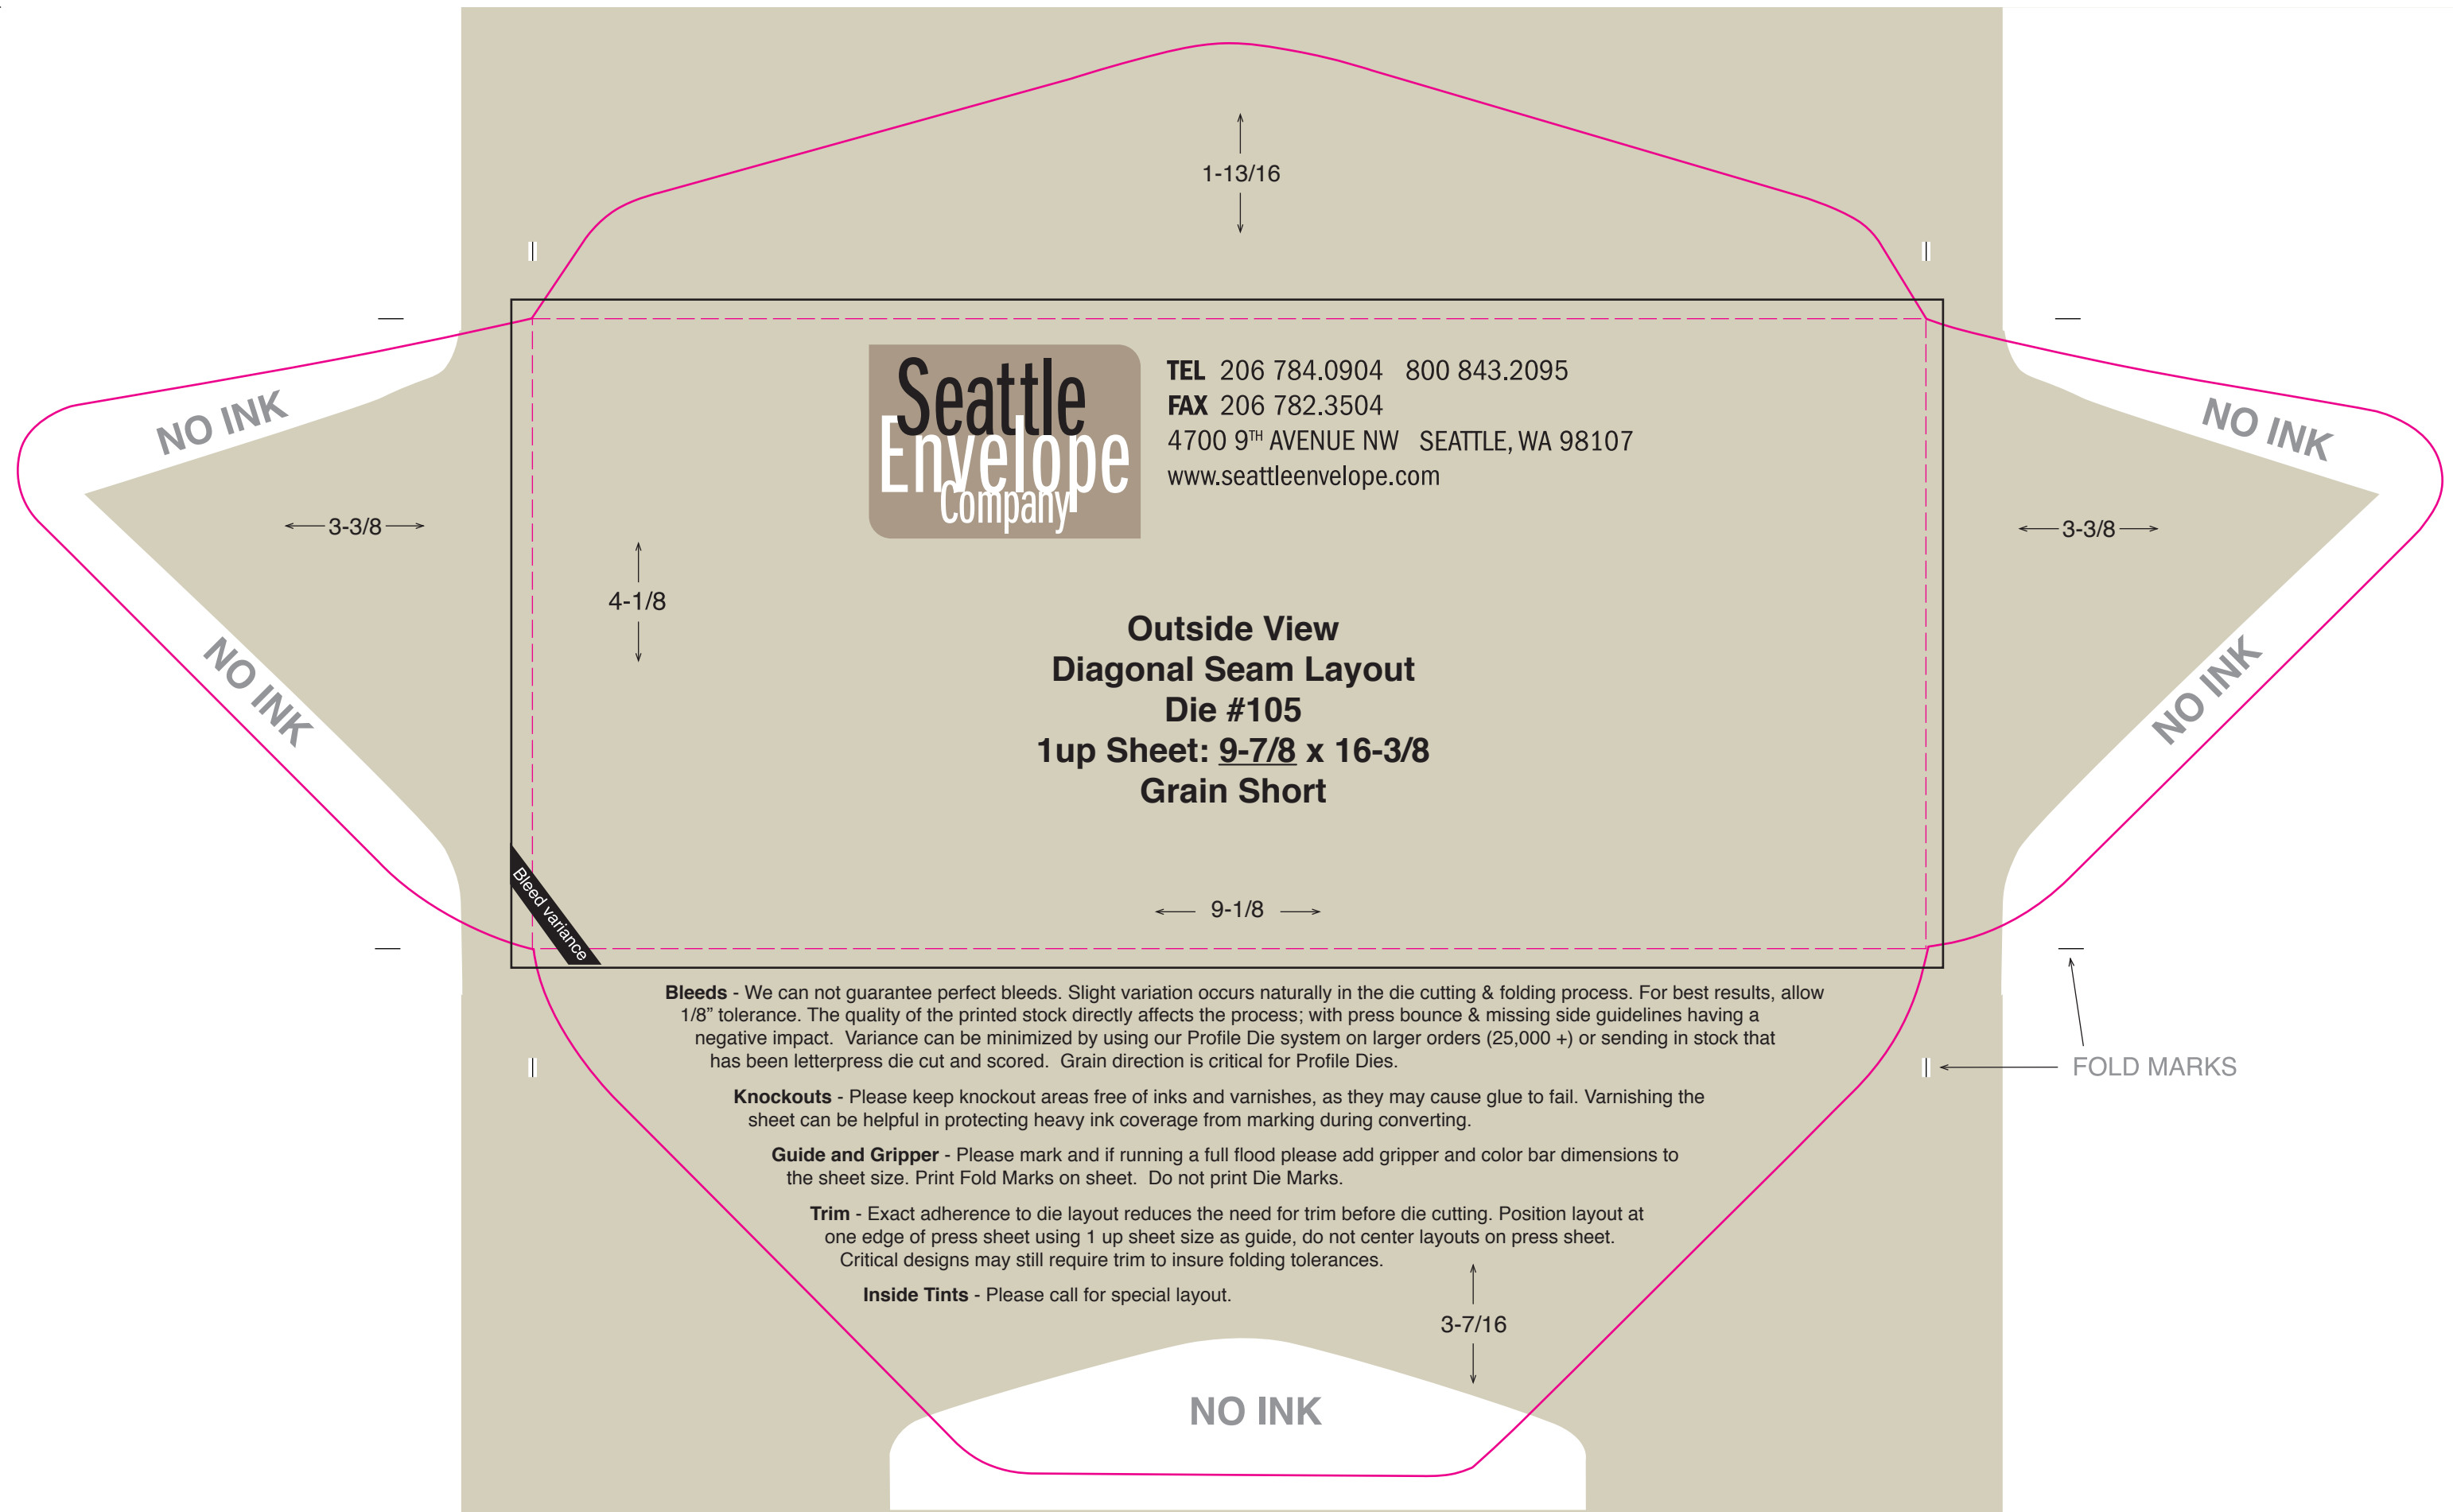 1-13/16
Seattle
Envelope
Company
TEL 206 784.0904 800 843.2095
FAX 206 782.3504
4700 9TH AVENUE NW SEATTLE, WA 98107
www.seattleenvelope.com
NO INK
NO INK
3-3/8
3-3/8
4-1/8
NO INK
NO INK
Outside View
Diagonal Seam Layout
Die #105
1up Sheet: 9-7/8 x 16-3/8
Grain Short
Bleed variance
9-1/8
Bleeds - We can not guarantee perfect bleeds. Slight variation occurs naturally in the die cutting & folding process. For best results, allow
1/8” tolerance. The quality of the printed stock directly affects the process; with press bounce & missing side guidelines having a
negative impact. Variance can be minimized by using our Profile Die system on larger orders (25,000 +) or sending in stock that
has been letterpress die cut and scored. Grain direction is critical for Profile Dies.
FOLD MARKS
Knockouts - Please keep knockout areas free of inks and varnishes, as they may cause glue to fail. Varnishing the
sheet can be helpful in protecting heavy ink coverage from marking during converting.
Guide and Gripper - Please mark and if running a full flood please add gripper and color bar dimensions to
the sheet size. Print Fold Marks on sheet. Do not print Die Marks.
Trim - Exact adherence to die layout reduces the need for trim before die cutting. Position layout at
one edge of press sheet using 1 up sheet size as guide, do not center layouts on press sheet.
Critical designs may still require trim to insure folding tolerances.
Inside Tints - Please call for special layout.
3-7/16
NO INK